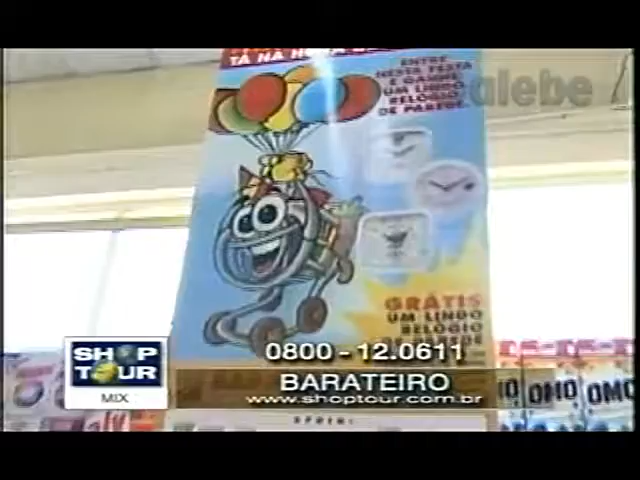 TÁ NA HORA
ENTRE
NESTA FESTA
E GANHE
UM LINDO
RELÓGIO
DE PAREDE.
alebe
GRÁTIS
UM LINDO
RELÓGIO
SHOP
TOUR
MIX
0800 - 12.0611
BARATEIRO
www.shoptour.com.br
OMO
OMO